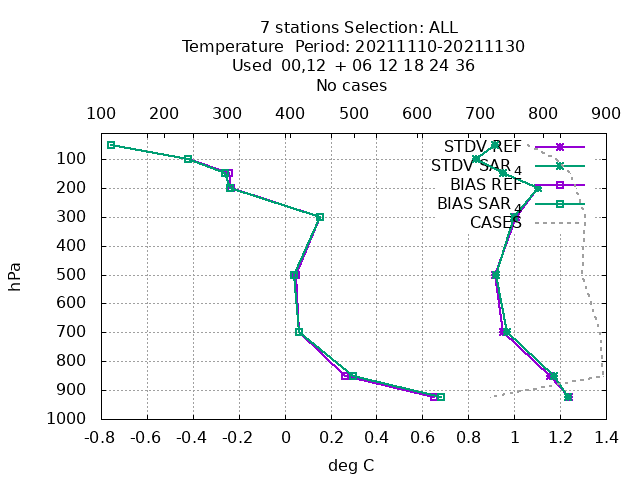 7 stations Selection: ALL
Temperature  Period: 20211110-20211130
Used 00,12 + 06 12 18 24 36
No cases
100 200 300 400 500 600 700 800 900
STDV REF
STDV SAR4
BIAS REF
BIAS SAR4
CASES
100
200
300
400
500
600
700
800
900
1000
hPa
-0.8 -0.6 -0.4 -0.2 0 0.2 0.4 0.6 0.8 1 1.2 1.4
deg C